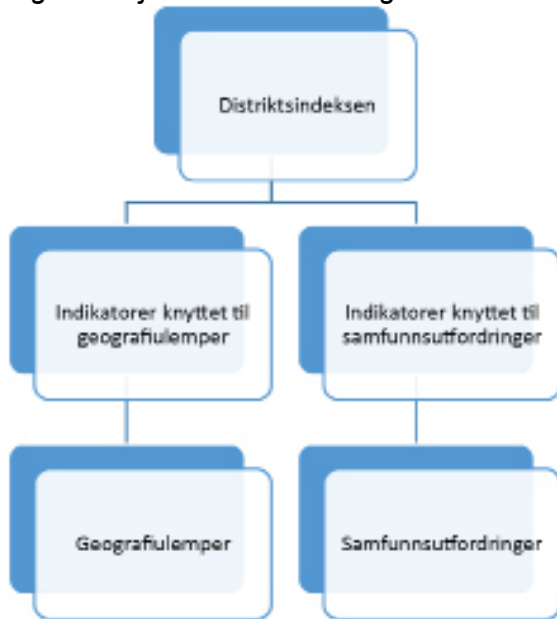 Distriktsindeksen
Indikatorer knyttet til
geografiulemper
Indikatorer knyttet til
samfunnsutfordringer
Geografiulemper
Samfunnsutfordringer